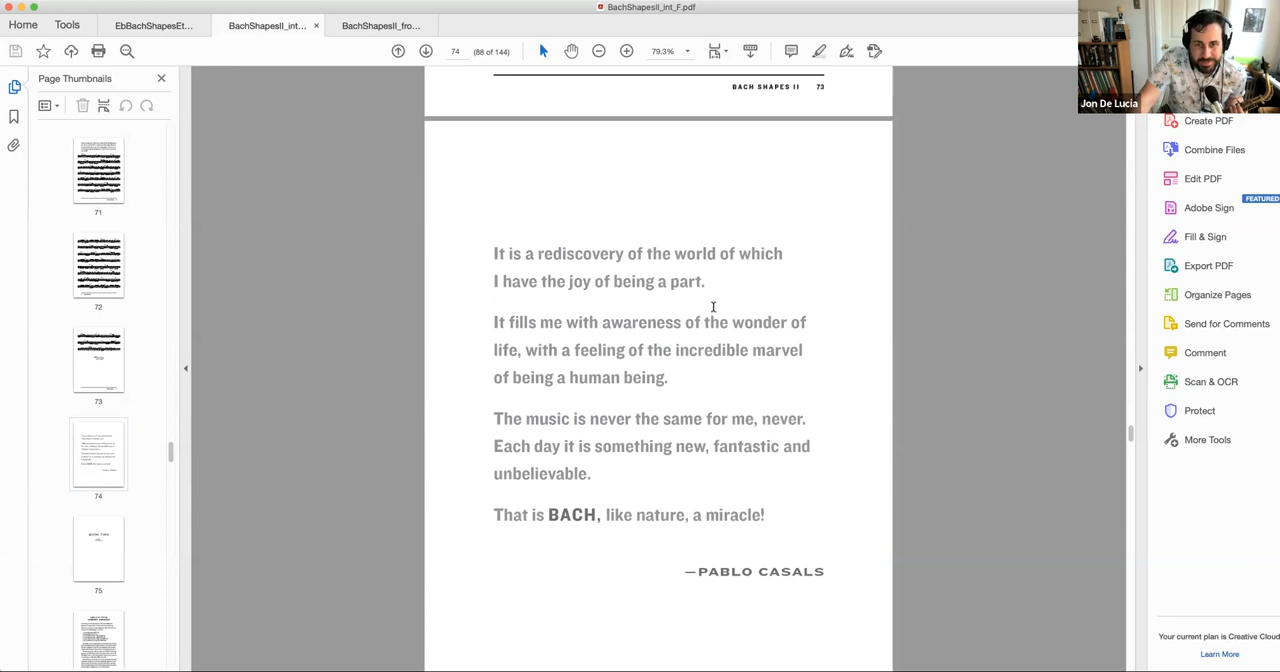 BachShapesII_int_F.pdf
Home
Tools
EbBachShapesEt...
BachShapesII_int...
BachShapesII_fro...
74
(88 of 144)
79.3%
Page Thumbnails
71
72
73
74
75
BACH SHAPES II 73
It is a rediscovery of the world of which
I have the joy of being a part.
It fills me with awareness of the wonder of
life, with a feeling of the incredible marvel
of being a human being.
The music is never the same for me, never.
Each day it is something new, fantastic and
unbelievable.
That is BACH, like nature, a miracle!
—PABLO CASALS
Jon De Lucia
Create PDF
Combine Files
Edit PDF
FEATURED
Adobe Sign
Fill & Sign
Export PDF
Organize Pages
Send for Comments
Comment
Scan & OCR
Protect
More Tools
Your current plan is Creative Cloud
Learn More